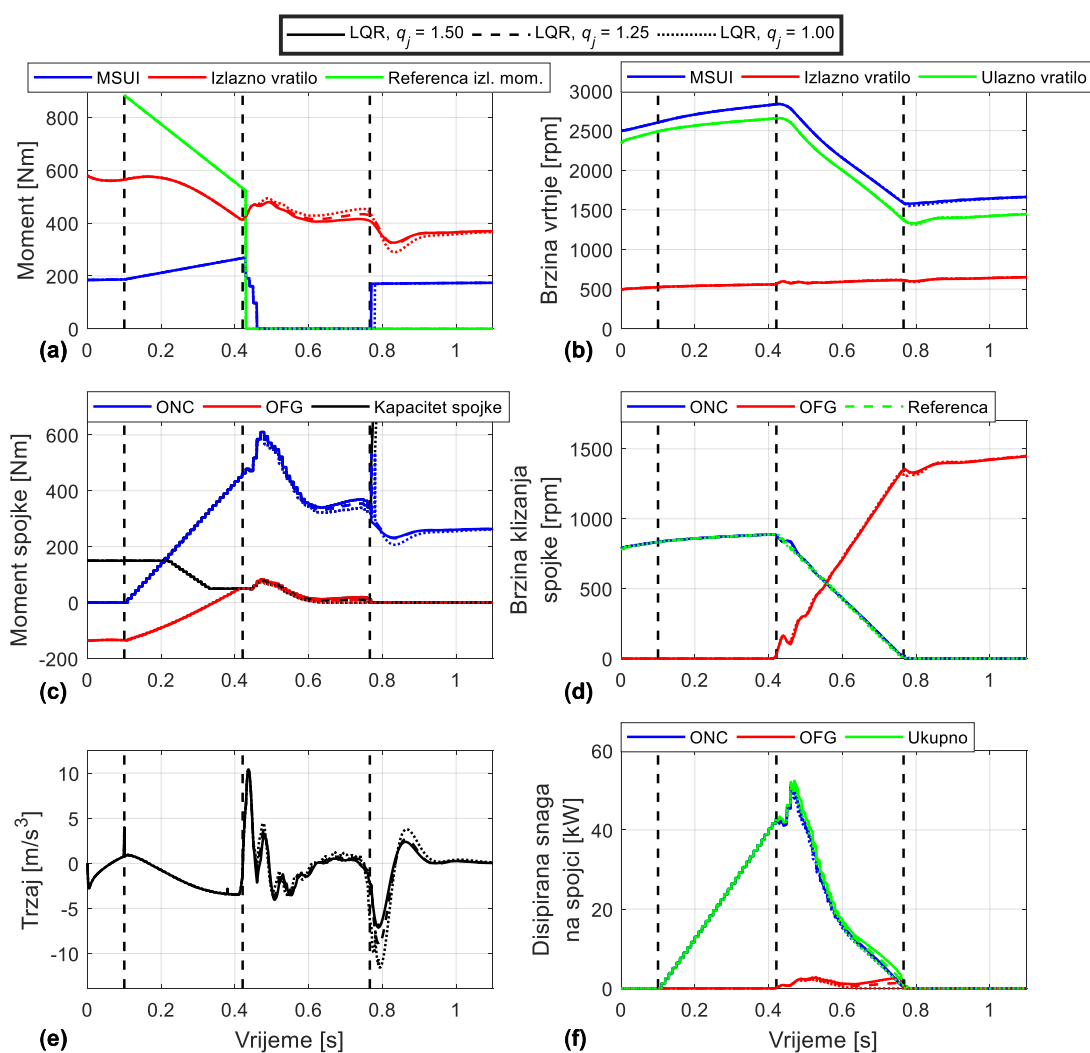 LQR, qj = 1.50 LQR, qj = 1.25 LQR, qj = 1.00
MSUI Izlazno vratilo Referenca izl. mom.
Moment [Nm]
800
600
400
200
0
0 0.2 0.4 0.6 0.8 1
(a)
MSUI Izlazno vratilo Ulazno vratilo
Brzina vrtnje [rpm]
3000
2500
2000
1500
1000
500
0
0 0.2 0.4 0.6 0.8 1
(b)
ONC OFG Kapacitet spojke
Moment spojke [Nm]
600
400
200
0
-200
0 0.2 0.4 0.6 0.8 1
(c)
ONC OFG Referenca
Brzina klizanja
spojke [rpm]
1500
1000
500
0
0 0.2 0.4 0.6 0.8 1
(d)
Trzaj [m/s3]
10
5
0
-5
-10
0 0.2 0.4 0.6 0.8 1
(e)
Vrijeme [s]
ONC OFG Ukupno
Disipirana snaga
na spojci [kW]
60
40
20
0
0 0.2 0.4 0.6 0.8 1
(f)
Vrijeme [s]